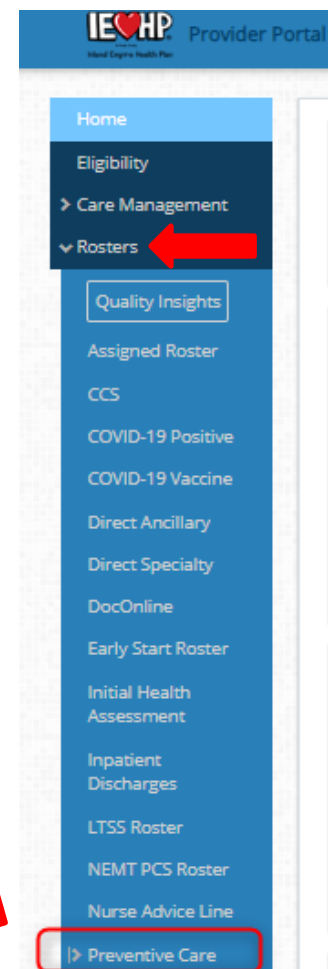 IEHP Provider Portal
Inland Empire Health Plan
Home
Eligibility
Care Management
Rosters
Quality Insights
Assigned Roster
CCS
COVID-19 Positive
COVID-19 Vaccine
Direct Ancillary
Direct Specialty
DocOnline
Early Start Roster
Initial Health
Assessment
Inpatient
Discharges
LTSS Roster
NEMT PCS Roster
Nurse Advice Line
Preventive Care